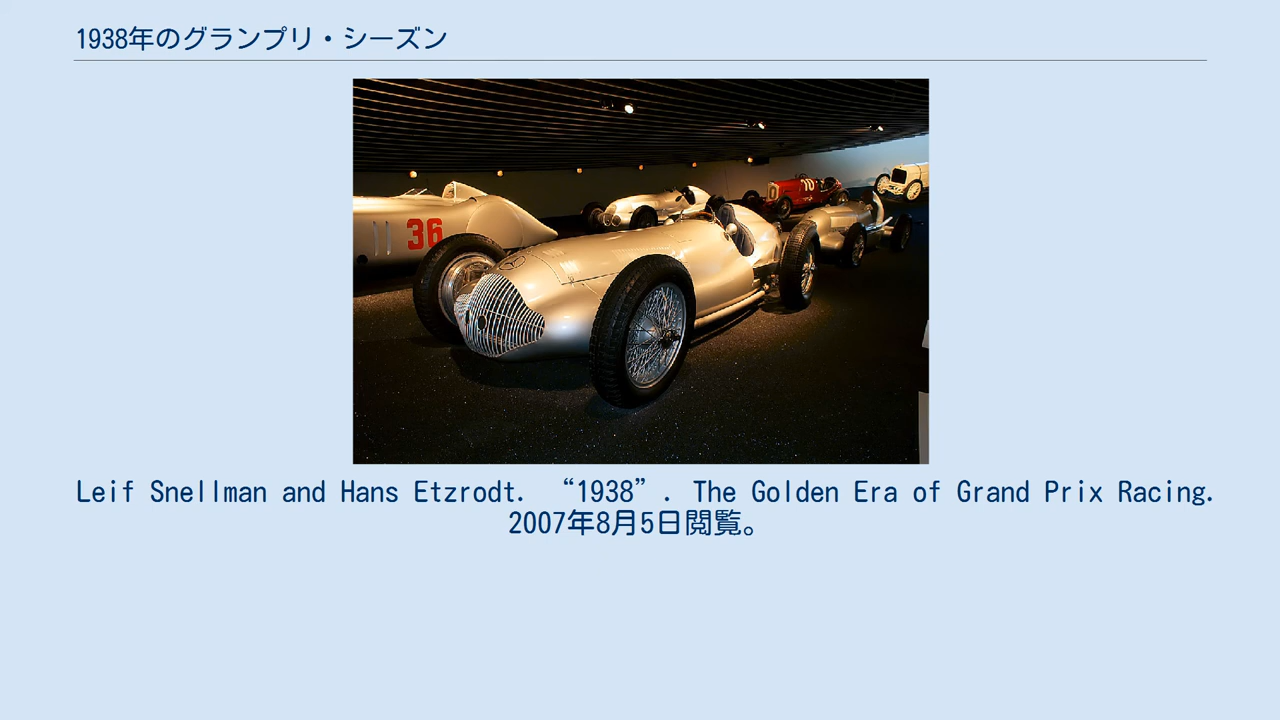 1938年のグランプリ・シーズン
36
10
Leif Snellman and Hans Etzrodt. “1938”. The Golden Era of Grand Prix Racing.
2007年8月5日閲覧。